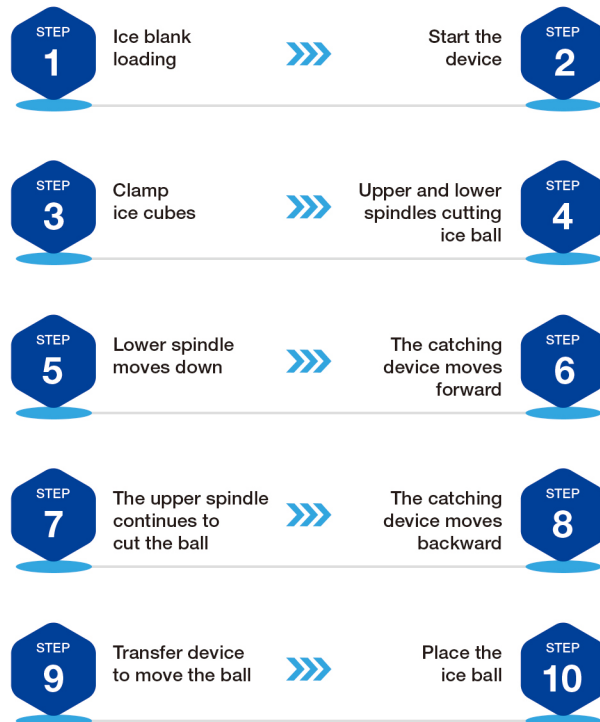 STEP
1
Ice blank
loading
Start the
device
STEP
2
STEP
3
Clamp
ice cubes
Upper and lower
spindles cutting
ice ball
STEP
4
STEP
5
Lower spindle
moves down
The catching
device moves
forward
STEP
6
STEP
7
The upper spindle
continues to
cut the ball
The catching
device moves
backward
STEP
8
STEP
9
Transfer device
to move the ball
Place the
ice ball
STEP
10